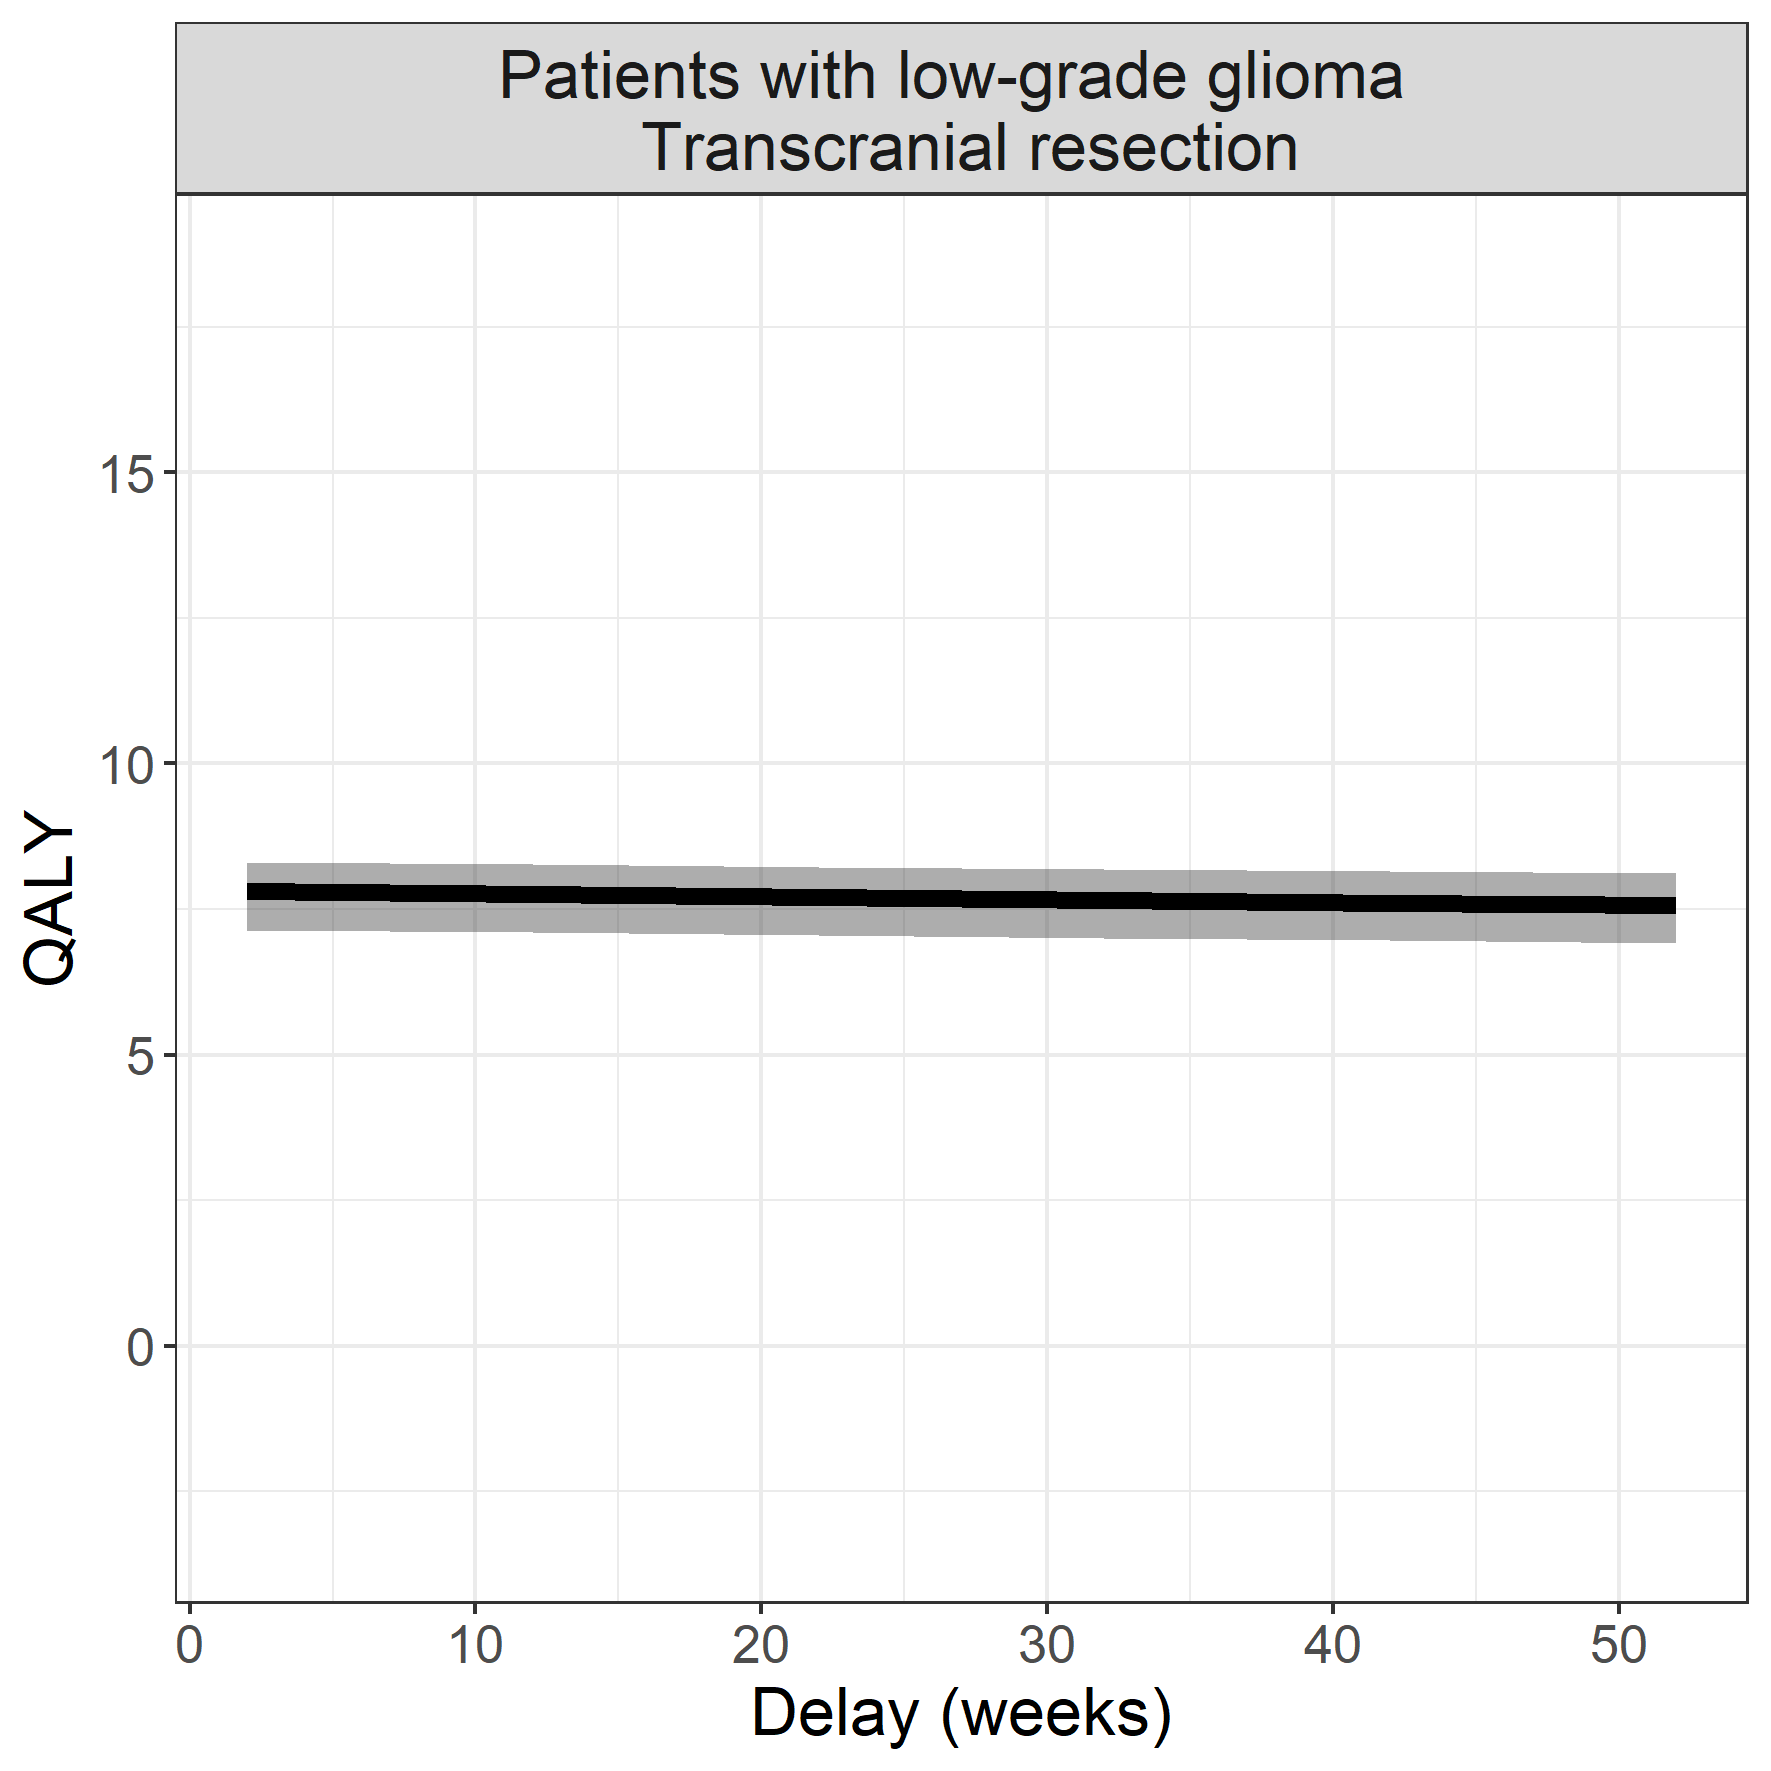 Patients with low-grade glioma
Transcranial resection
QALY
15
10
5
0
0 10 20 30 40 50
Delay (weeks)